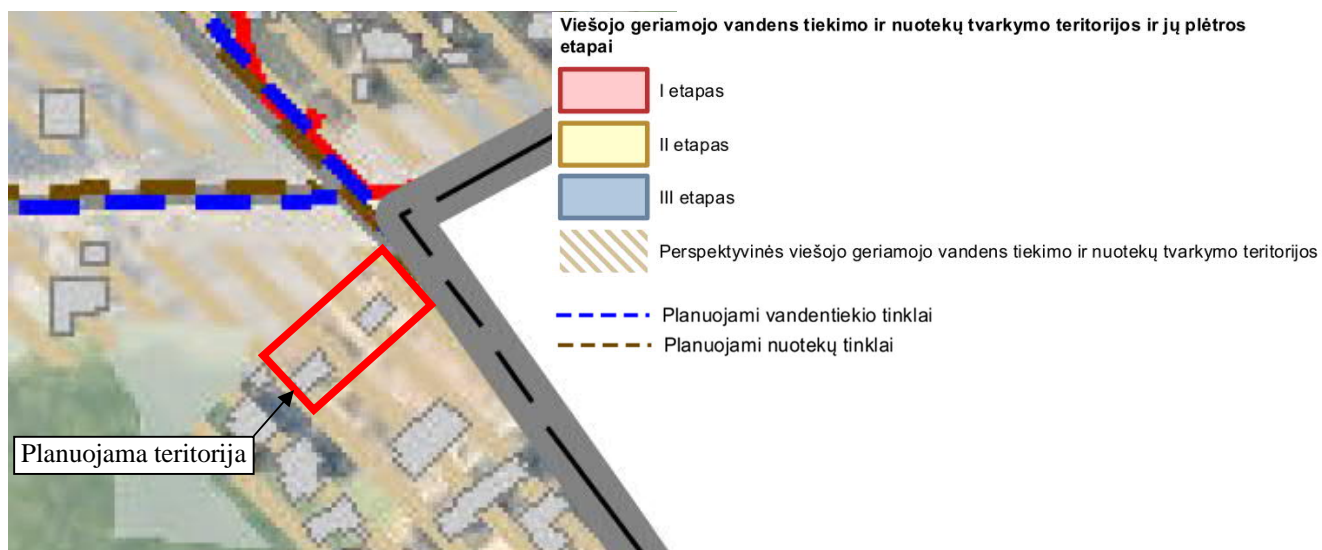 Viešojo geriamojo vandens tiekimo ir nuotekų tvarkymo teritorijos ir jų plėtros
etapai
I etapas
II etapas
III etapas
Perspektyvinės viešojo geriamojo vandens tiekimo ir nuotekų tvarkymo teritorijos
Planuojami vandentiekio tinklai
Planuojami nuotekų tinklai
Planuojama teritorija